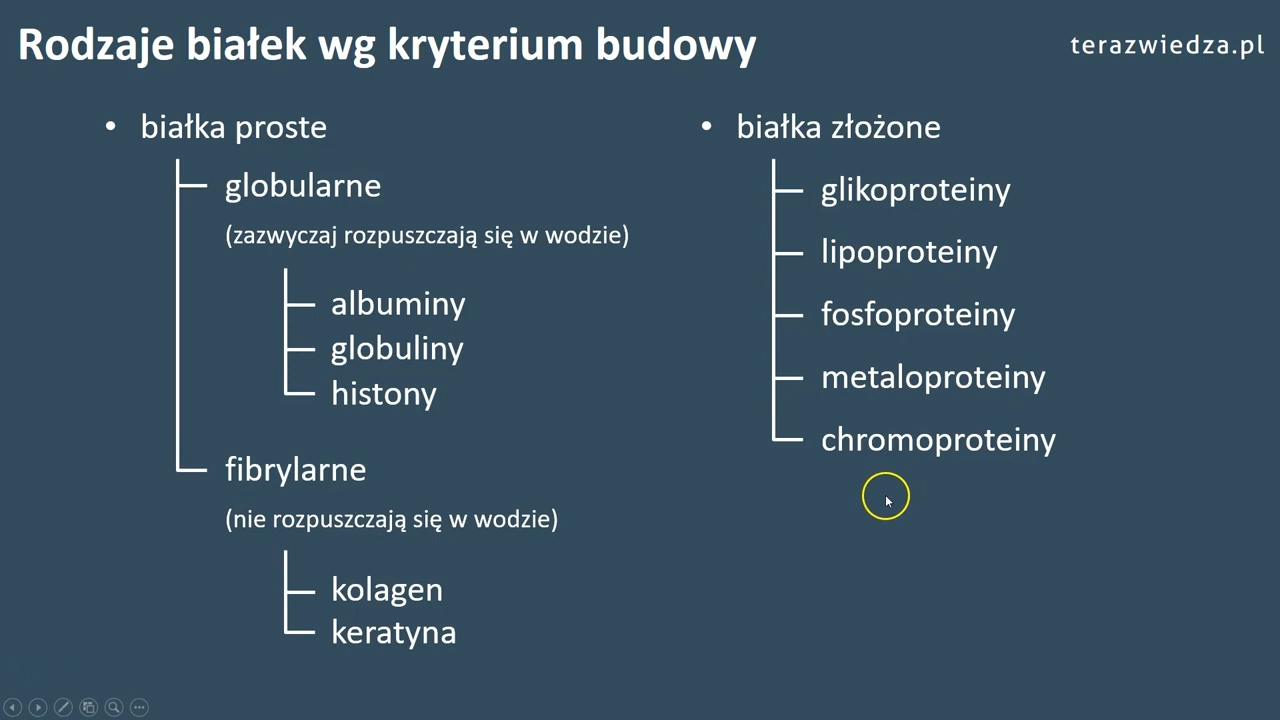 Rodzaje białek wg kryterium budowy
terazwiedza.pl
• białka proste
globularne
(zazwyczaj rozpuszczają się w wodzie)
albuminy
globuliny
histony
fibrylarne
(nie rozpuszczają się w wodzie)
kolagen
keratyna
• białka złożone
glikoproteiny
lipoproteiny
fosfoproteiny
metaloproteiny
chromoproteiny